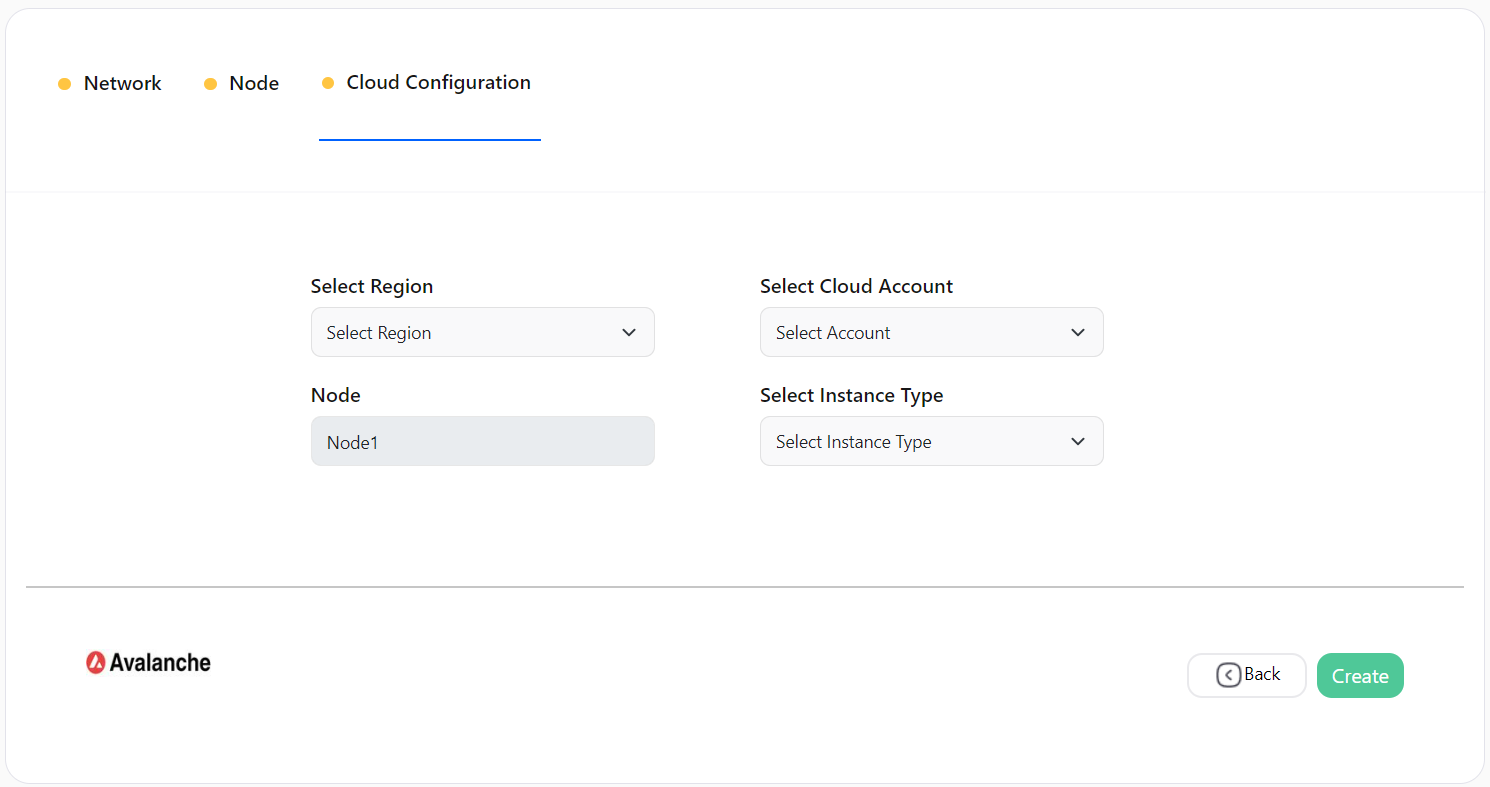 Network
Node
Cloud Configuration
Select Region
Select Cloud Account
Select Region
Select Account
Node
Select Instance Type
Node1
Select Instance Type
Avalanche
Back
Create